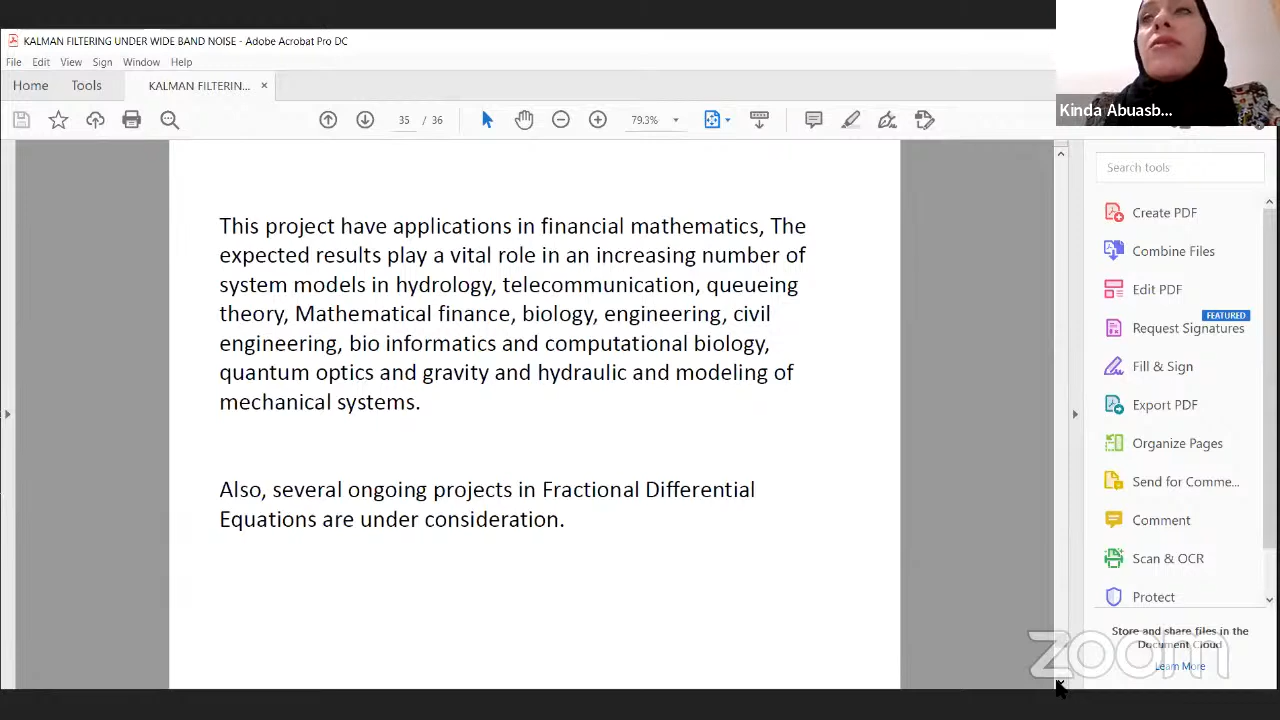 KALMAN FILTERING UNDER WIDE BAND NOISE - Adobe Acrobat Pro DC
File Edit View Sign Window Help
Home Tools KALMAN FILTERIN... ×
35 / 36 79.3%
Kinda Abuasb...
This project have applications in financial mathematics, The
expected results play a vital role in an increasing number of
system models in hydrology, telecommunication, queueing
theory, Mathematical finance, biology, engineering, civil
engineering, bio informatics and computational biology,
quantum optics and gravity and hydraulic and modeling of
mechanical systems.
Also, several ongoing projects in Fractional Differential
Equations are under consideration.
Search tools
Create PDF
Combine Files
Edit PDF
FEATURED
Request Signatures
Fill & Sign
Export PDF
Organize Pages
Send for Comme...
Comment
Scan & OCR
Protect
Store and share files in the
Document Cloud
Learn More
zoom